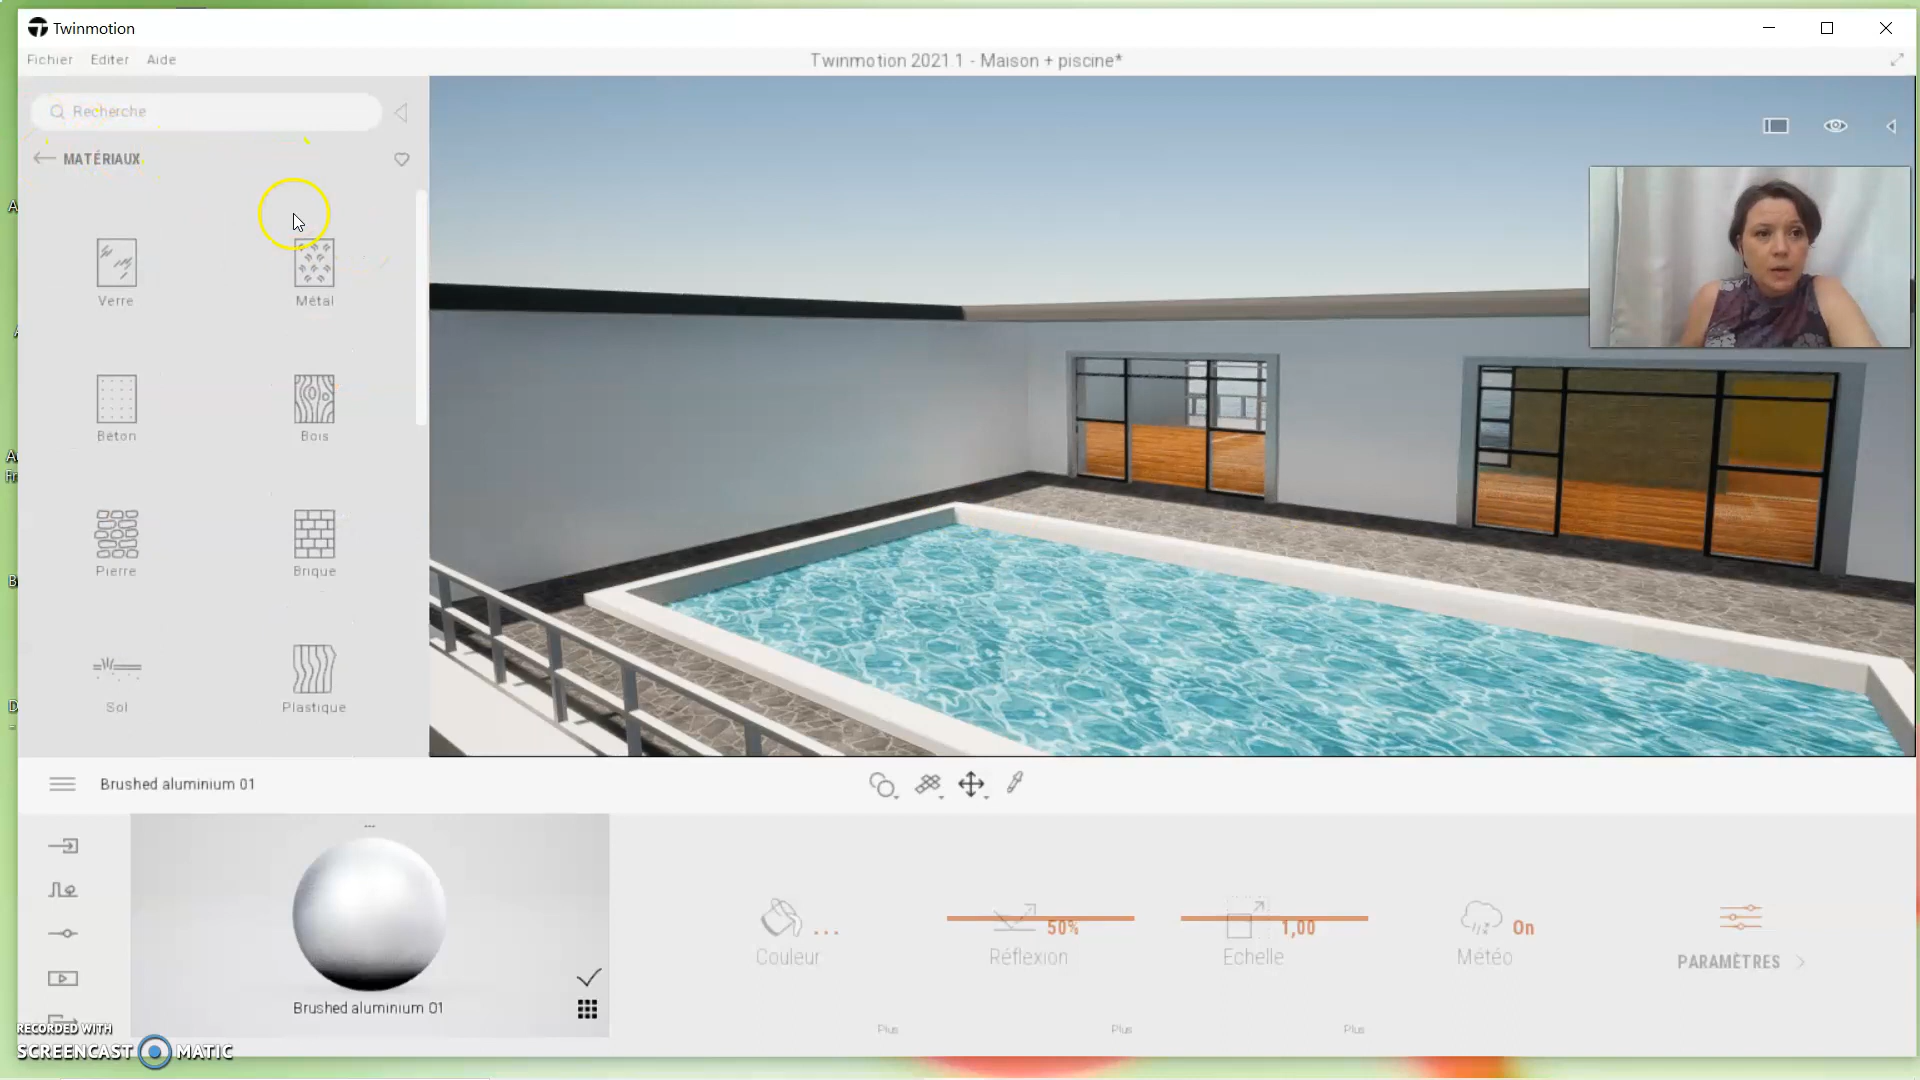 Twinmotion
Fichier Editer Aide
Twinmotion 2021.1 - Maison + piscine*
Recherche
MATÉRIAUX
Verre
Métal
Béton
Bois
Pierre
Brique
Sol
Plastique
Brushed aluminium 01
Brushed aluminium 01
Couleur ...
Réflexion 50%
Echelle 1,00
Météo On
PARAMÈTRES
Plus
Plus
Plus
RECORDED WITH
SCREENCAST MATIC